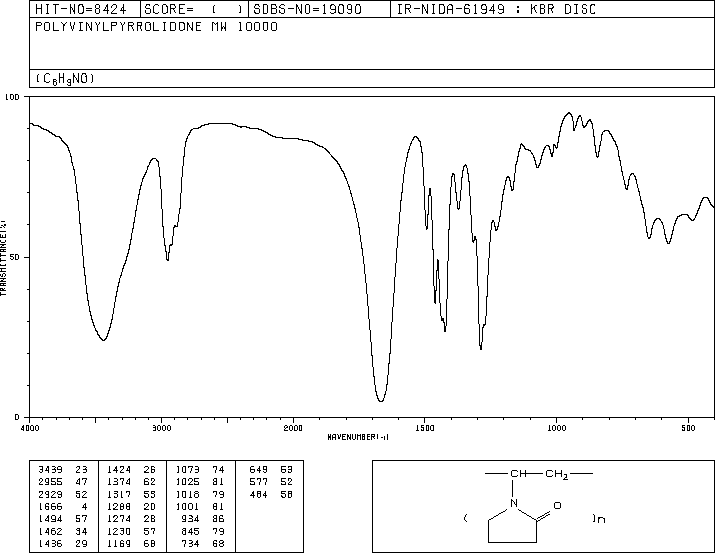 HIT-NO=8424 SCORE= ( ) SDBS-NO=19090 IR-NIDA-61949 : KBR DISC
POLYVINYLPYRROLIDONE MW 10000
(C6H9NO)
100
50
0
TRANSMITTANCE(%)
4000 3000 2000 1500 1000 500
WAVENUMBER(-1)
3439 23 1424 26 1073 74 649 53
2955 47 1374 62 1025 81 577 52
2929 52 1317 55 1018 79 484 58
1666 4 1288 20 1001 81
1494 57 1274 28 934 86
1462 34 1230 57 845 79
1436 29 1169 68 734 68
CH CH2
N
O
( )n